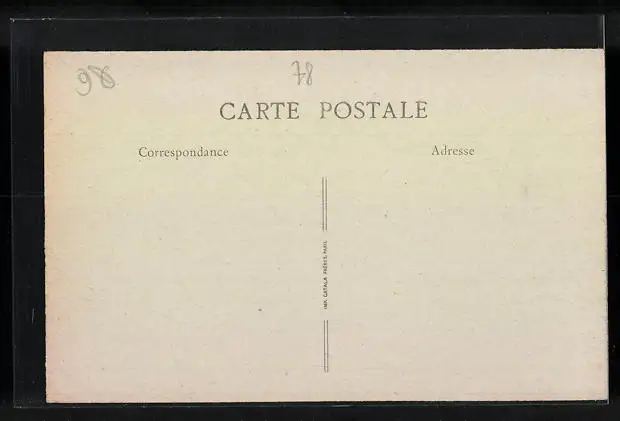 98
78
CARTE POSTALE
Correspondance
Adresse
IMP. CATALA FRÈRES, PARIS